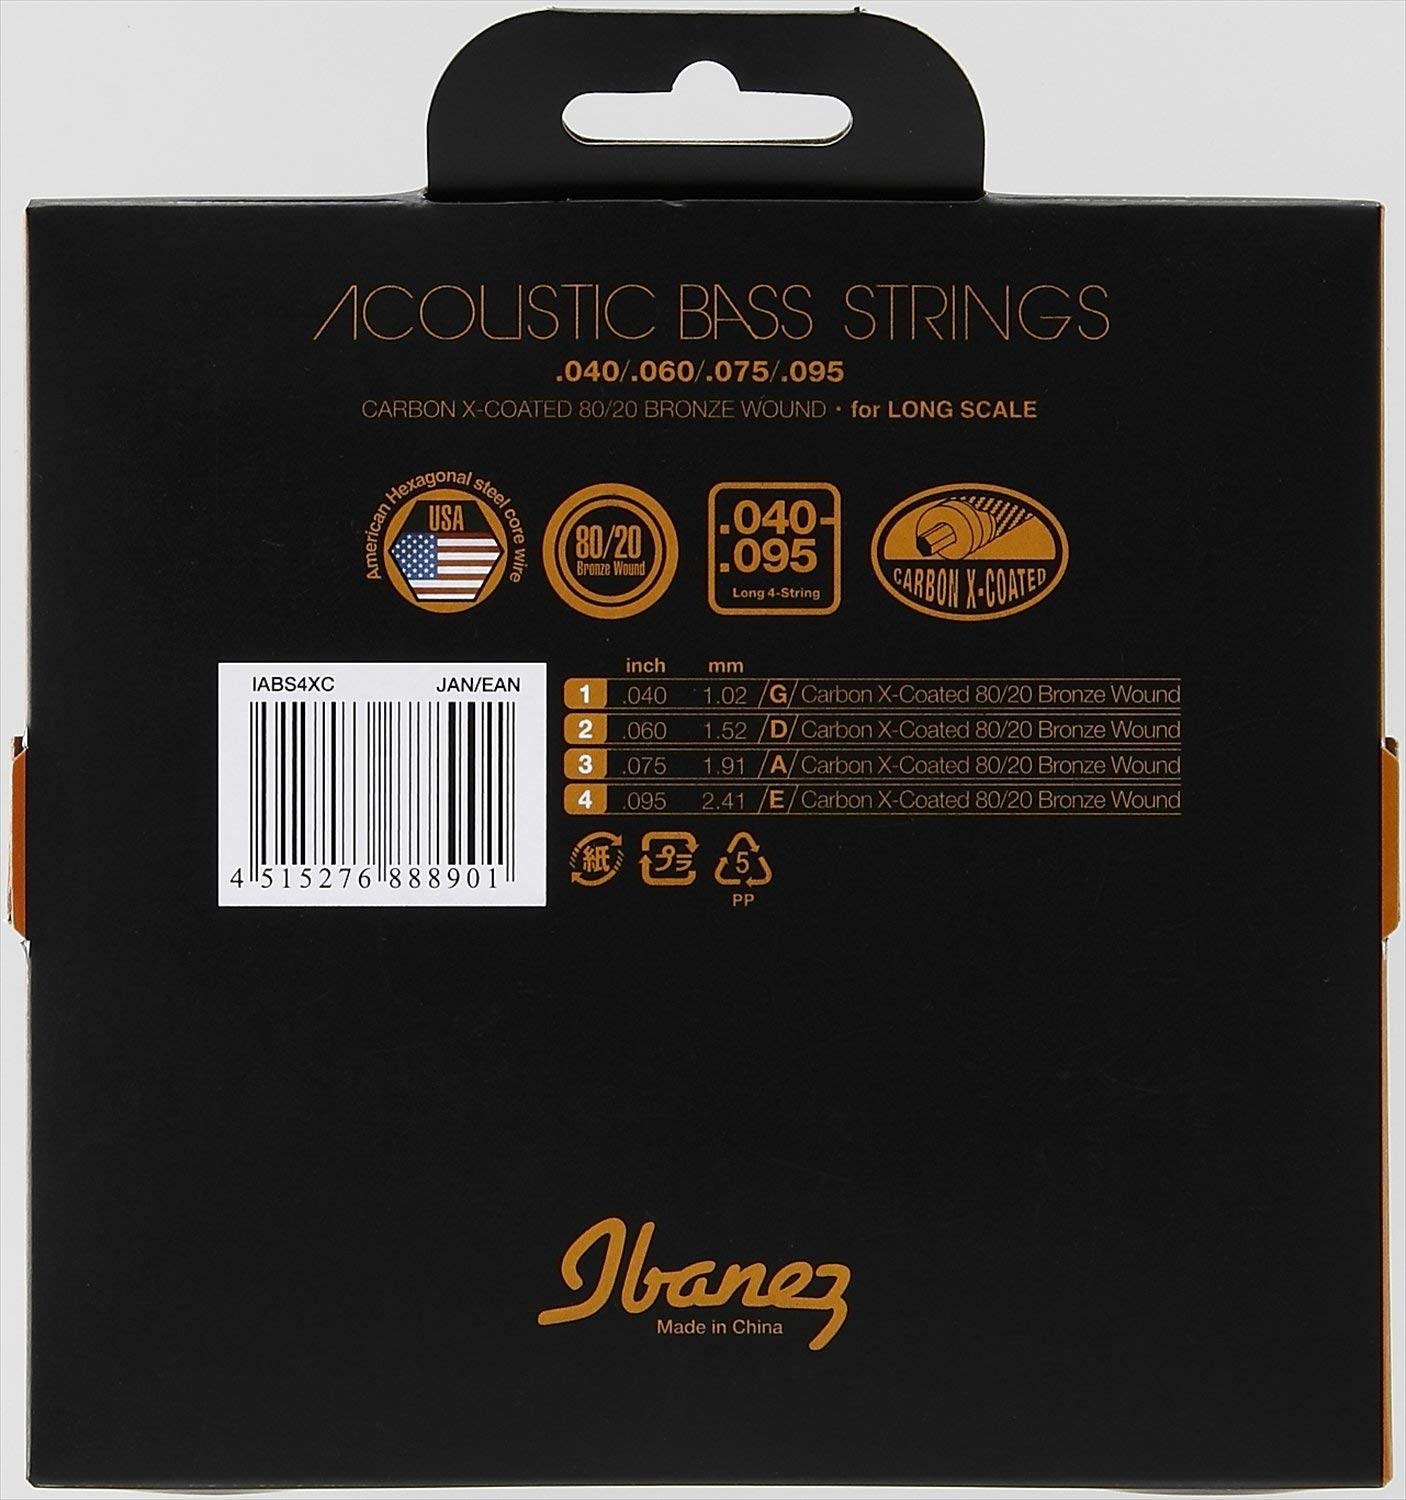 ACOUSTIC BASS STRINGS
.040/.060/.075/.095
CARBON X-COATED 80/20 BRONZE WOUND · for LONG SCALE
American Hexagonal steel core wire
USA
80/20
Bronze Wound
.040-
.095
Long 4-String
CARBON X-COATED
IABS4XC JAN/EAN
4 515276 888901
inch mm
1 .040 1.02 /G/ Carbon X-Coated 80/20 Bronze Wound
2 .060 1.52 /D/ Carbon X-Coated 80/20 Bronze Wound
3 .075 1.91 /A/ Carbon X-Coated 80/20 Bronze Wound
4 .095 2.41 /E/ Carbon X-Coated 80/20 Bronze Wound
紙 プラ 5
PP
Ibanez
Made in China